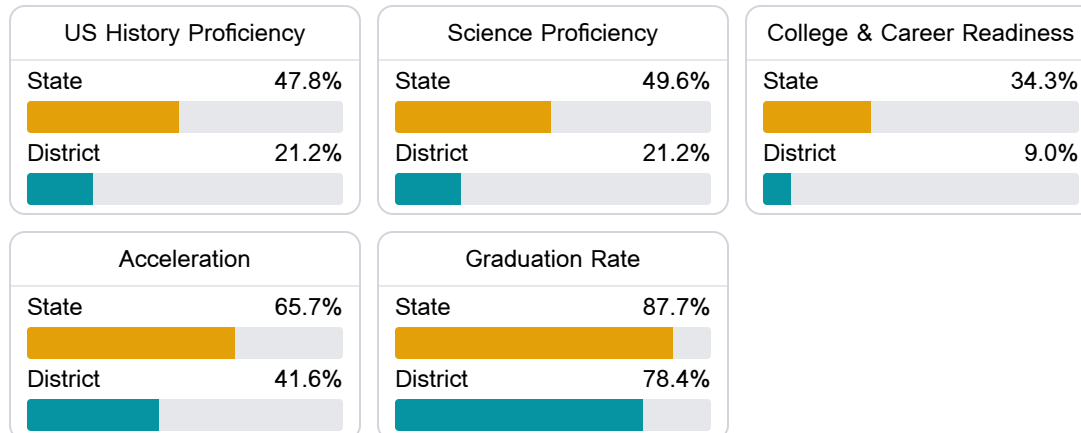 US History Proficiency
State 47.8%
District 21.2%
Science Proficiency
State 49.6%
District 21.2%
College & Career Readiness
State 34.3%
District 9.0%
Acceleration
State 65.7%
District 41.6%
Graduation Rate
State 87.7%
District 78.4%